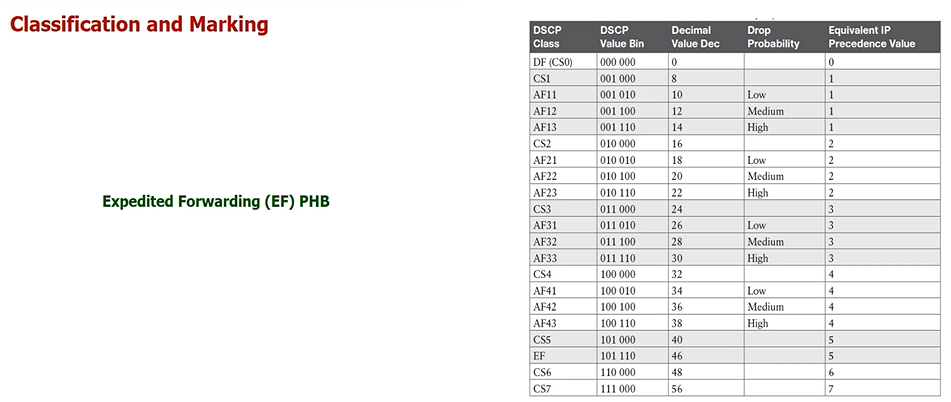 Classification and Marking
Expedited Forwarding (EF) PHB
DSCP Class DSCP Value Bin Decimal Value Dec Drop Probability Equivalent IP Precedence Value
DF (CS0) 000 000 0 0
CS1 001 000 8 1
AF11 001 010 10 Low 1
AF12 001 100 12 Medium 1
AF13 001 110 14 High 1
CS2 010 000 16 2
AF21 010 010 18 Low 2
AF22 010 100 20 Medium 2
AF23 010 110 22 High 2
CS3 011 000 24 3
AF31 011 010 26 Low 3
AF32 011 100 28 Medium 3
AF33 011 110 30 High 3
CS4 100 000 32 4
AF41 100 010 34 Low 4
AF42 100 100 36 Medium 4
AF43 100 110 38 High 4
CS5 101 000 40 5
EF 101 110 46 5
CS6 110 000 48 6
CS7 111 000 56 7